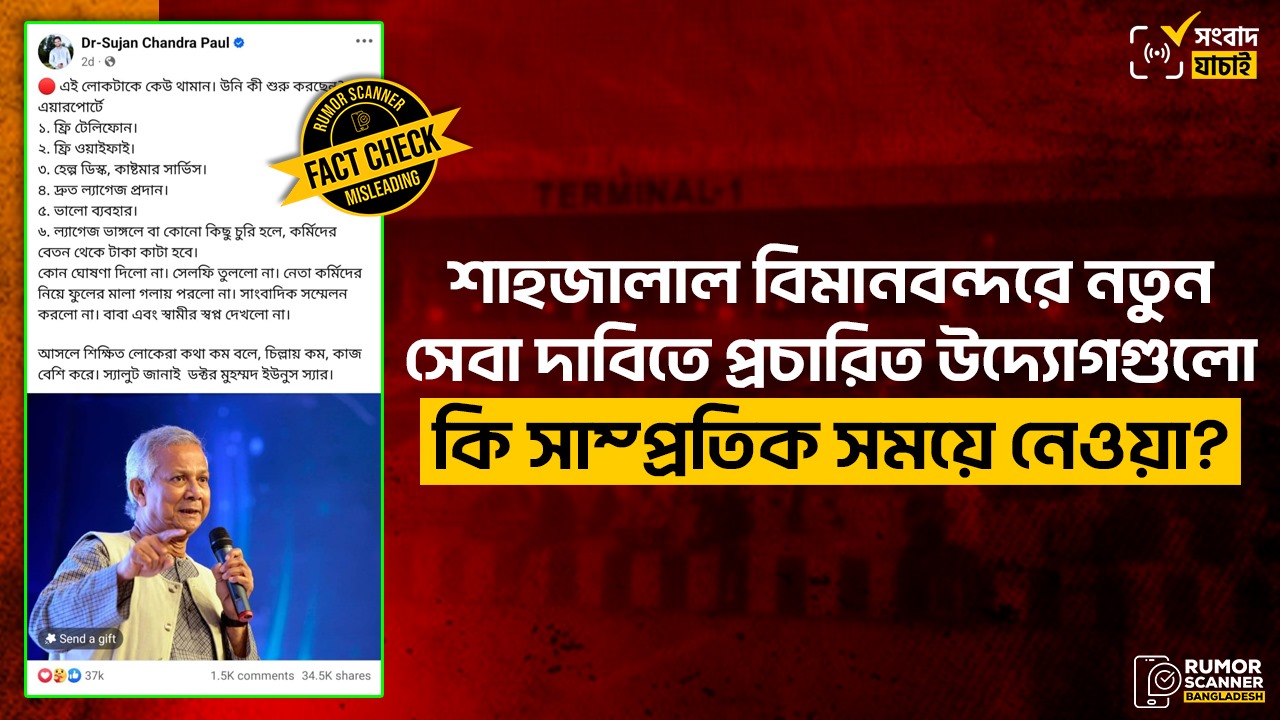 Dr-Sujan Chandra Paul
2d
এই লোকটাকে কেউ থামান। উনি কী শুরু
এয়ারপোর্টে
১. ফ্রি টেলিফোন।
২. ফ্রি ওয়াইফাই।
৩. হেল্প ডিস্ক, কাষ্টমার সার্ভিস।
৪. দ্রুত ল্যাগেজ প্রদান।
৫. ভালো ব্যবহার।
৬. ল্যাগেজ ভাঙ্গলে বা কোনো কিছু চুরি হলে, কর্মিদের
বেতন থেকে টাকা কাটা হবে।
কোন ঘোষণা দিলো না। সেলফি তুললো না। নেতা কর্মিদের
নিয়ে ফুলের মালা গলায় পরলো না। সাংবাদিক সম্মেলন
করলো না। বাবা এবং স্বামীর স্বপ্ন দেখলো না।
আসলে শিক্ষিত লোকেরা কথা কম বলে, চিল্লায় কম, কাজ
বেশি করে। স্যালুট জানাই ডক্টর মুহম্মদ ইউনুস স্যার।
Send a gift
37k
1.5K comments 34.5K shares
RUMOR SCANNER
FACT CHECK
MISLEADING
সংবাদ
যাচাই
TERMINAL-1
শাহজালাল বিমানবন্দরে নতুন
সেবা দাবিতে প্রচারিত উদ্যোগগুলো
কি সাম্প্রতিক সময়ে নেওয়া?
RUMOR
SCANNER
BANGLADESH